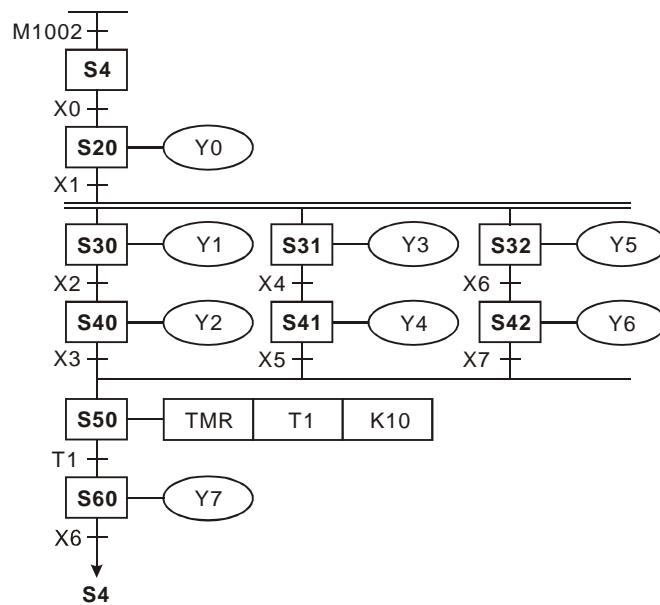 M1002
S4
X0
S20 Y0
X1
S30 Y1 S31 Y3 S32 Y5
X2 X4 X6
S40 Y2 S41 Y4 S42 Y6
X3 X5 X7
S50 TMR T1 K10
T1
S60 Y7
X6
S4